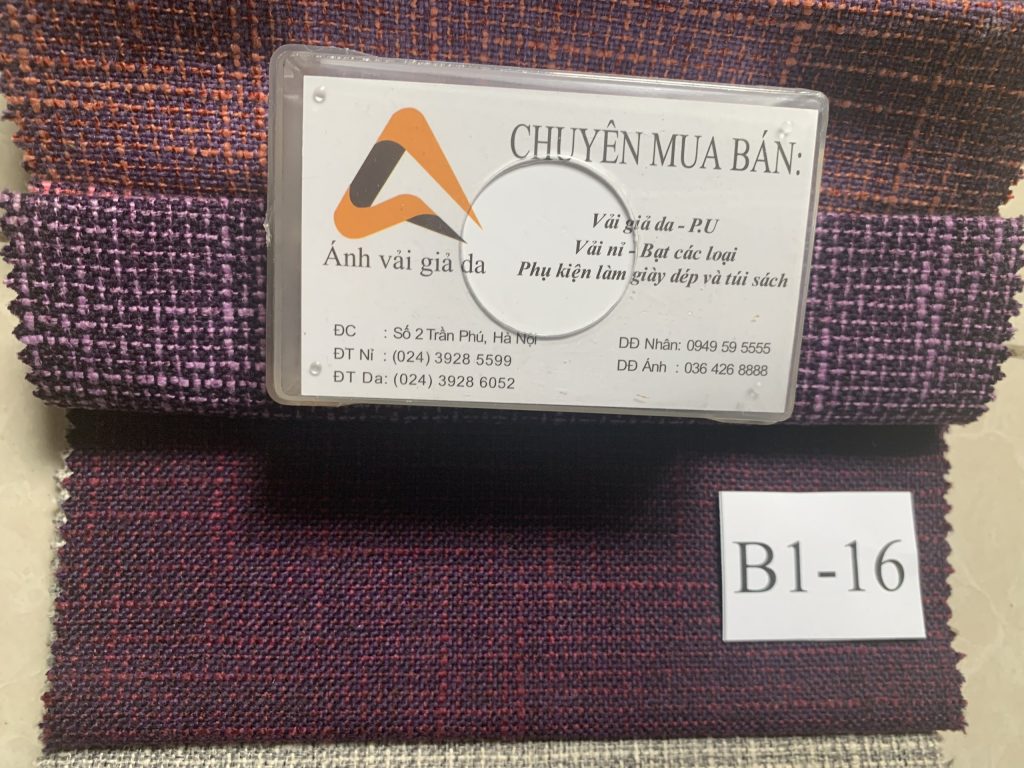 CHUYÊN MUA BÁN:
Vải giả da - P.U
Vải nỉ - Bạt các loại
Phụ kiện làm giày dép và túi sách
Ánh vải giả da
ĐC : Số 2 Trần Phú, Hà Nội
ĐT Nỉ : (024) 3928 5599
ĐT Da: (024) 3928 6052
DĐ Nhân: 0949 59 5555
DĐ Ánh : 036 426 8888
B1-16